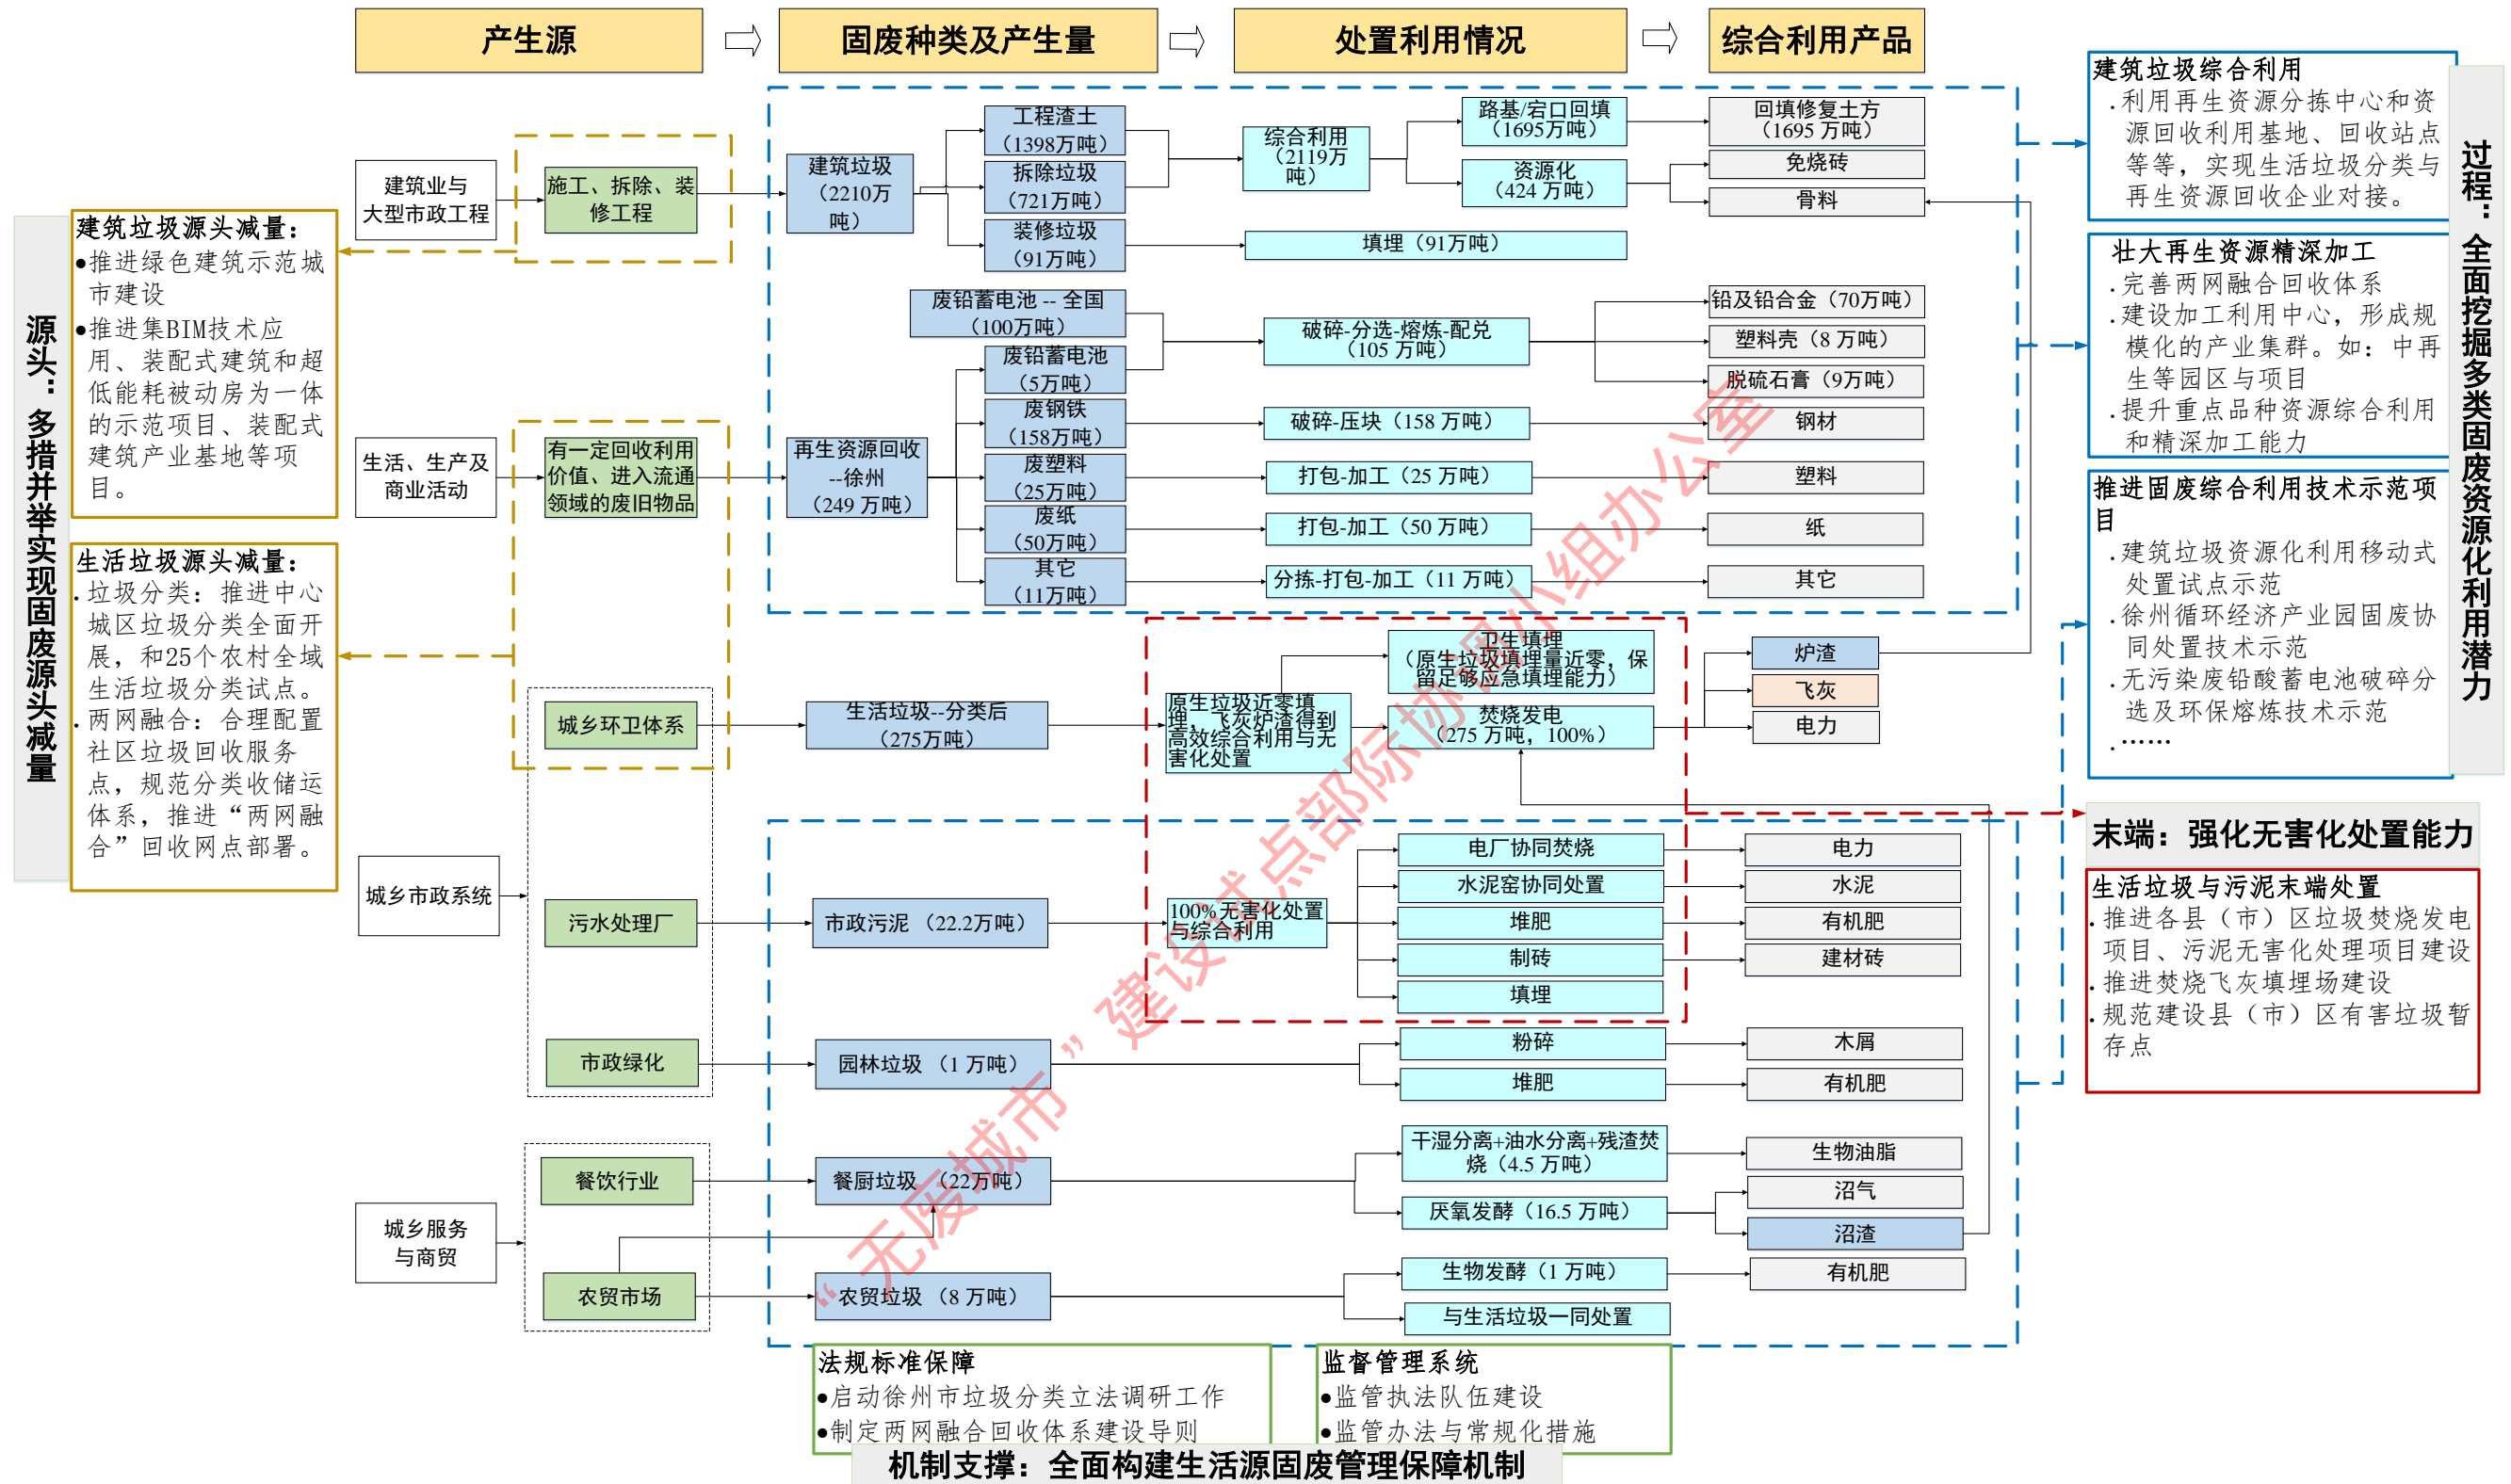 产生源
固废种类及产生量
处置利用情况
综合利用产品
源头：多措并举实现固废源头减量
建筑垃圾源头减量：
●推进绿色建筑示范城
市建设
●推进集BIM技术应
用、装配式建筑和超
低能耗被动房为一体
的示范项目、装配式
建筑产业基地等项
目。
生活垃圾源头减量：
.垃圾分类：推进中心
城区垃圾分类全面开
展，和25个农村全域
生活垃圾分类试点。
.两网融合：合理配置
社区垃圾回收服务
点，规范分类收储运
体系，推进“两网融
合”回收网点部署。
建筑业与
大型市政工程
施工、拆除、装
修工程
建筑垃圾
（2210万
吨）
工程渣土
（1398万吨）
拆除垃圾
（721万吨）
装修垃圾
（91万吨）
综合利用
（2119万
吨）
路基/宕口回填
（1695万吨）
资源化
（424 万吨）
填埋（91万吨）
回填修复土方
（1695 万吨）
免烧砖
骨料
生活、生产及
商业活动
有一定回收利用
价值、进入流通
领域的废旧物品
再生资源回收
--徐州
（249 万吨）
废铅蓄电池 -- 全国
（100万吨）
废铅蓄电池
（5万吨）
废钢铁
（158万吨）
废塑料
（25万吨）
废纸
（50万吨）
其它
（11万吨）
破碎-分选-熔炼-配兑
（105 万吨）
破碎-压块（158 万吨）
打包-加工（25 万吨）
打包-加工（50 万吨）
分拣-打包-加工（11 万吨）
铅及铅合金（70万吨）
塑料壳（8 万吨）
脱硫石膏（9万吨）
钢材
塑料
纸
其它
城乡市政系统
城乡环卫体系
生活垃圾--分类后
（275万吨）
原生垃圾近零填
埋，飞灰炉渣得到
高效综合利用与无
害化处置
卫生填埋
（原生垃圾填埋量近零，保
留足够应急填埋能力）
焚烧发电
（275 万吨，100%）
炉渣
飞灰
电力
污水处理厂
市政污泥 （22.2万吨）
100%无害化处置
与综合利用
电厂协同焚烧
水泥窑协同处置
堆肥
制砖
填埋
电力
水泥
有机肥
建材砖
市政绿化
园林垃圾 （1 万吨）
粉碎
堆肥
木屑
有机肥
城乡服务
与商贸
餐饮行业
农贸市场
餐厨垃圾 （22万吨）
农贸垃圾 （8 万吨）
干湿分离+油水分离+残渣焚
烧（4.5 万吨）
厌氧发酵（16.5 万吨）
生物发酵（1 万吨）
与生活垃圾一同处置
生物油脂
沼气
沼渣
有机肥
过程：全面挖掘多类固废资源化利用潜力
建筑垃圾综合利用
.利用再生资源分拣中心和资
源回收利用基地、回收站点
等等，实现生活垃圾分类与
再生资源回收企业对接。
壮大再生资源精深加工
.完善两网融合回收体系
.建设加工利用中心，形成规
模化的产业集群。如：中再
生等园区与项目
.提升重点品种资源综合利用
和精深加工能力
推进固废综合利用技术示范项
目
.建筑垃圾资源化利用移动式
处置试点示范
.徐州循环经济产业园固废协
同处置技术示范
.无污染废铅酸蓄电池破碎分
选及环保熔炼技术示范
.……
末端：强化无害化处置能力
生活垃圾与污泥末端处置
.推进各县（市）区垃圾焚烧发电
项目、污泥无害化处理项目建设
.推进焚烧飞灰填埋场建设
.规范建设县（市）区有害垃圾暂
存点
法规标准保障
●启动徐州市垃圾分类立法调研工作
●制定两网融合回收体系建设导则
监督管理系统
●监管执法队伍建设
●监管办法与常规化措施
机制支撑：全面构建生活源固废管理保障机制
“无废城市”建设试点部际协调小组办公室